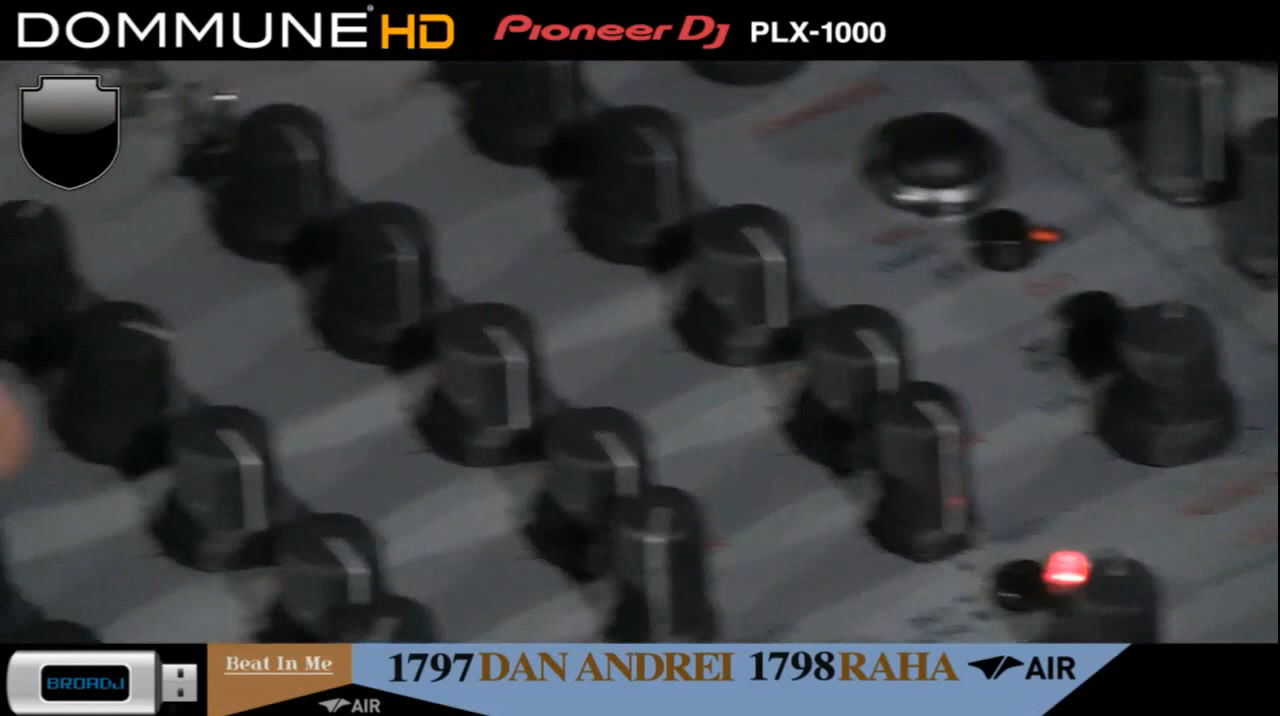 DOMMUNE® HD Pioneer Dj PLX-1000
BROADJ
Beat In Me
AIR
1797 DAN ANDREI 1798 RAHA AIR